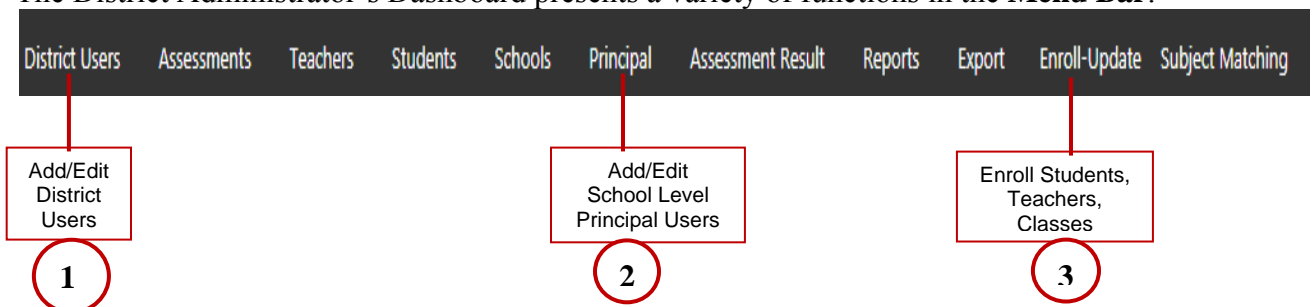 The District Administrator's Dashboard presents a variety of functions in the Menu Bar.
District Users Assessments Teachers Students Schools Principal Assessment Result Reports Export Enroll-Update Subject Matching
Add/Edit
District
Users
Add/Edit
School Level
Principal Users
Enroll Students,
Teachers,
Classes
1
2
3